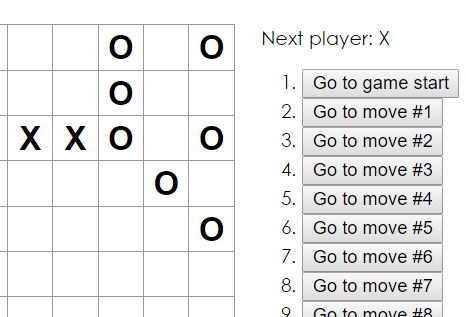 O O
O
X X O O
O
O
Next player: X
1. Go to game start
2. Go to move #1
3. Go to move #2
4. Go to move #3
5. Go to move #4
6. Go to move #5
7. Go to move #6
8. Go to move #7
9. Go to move #8